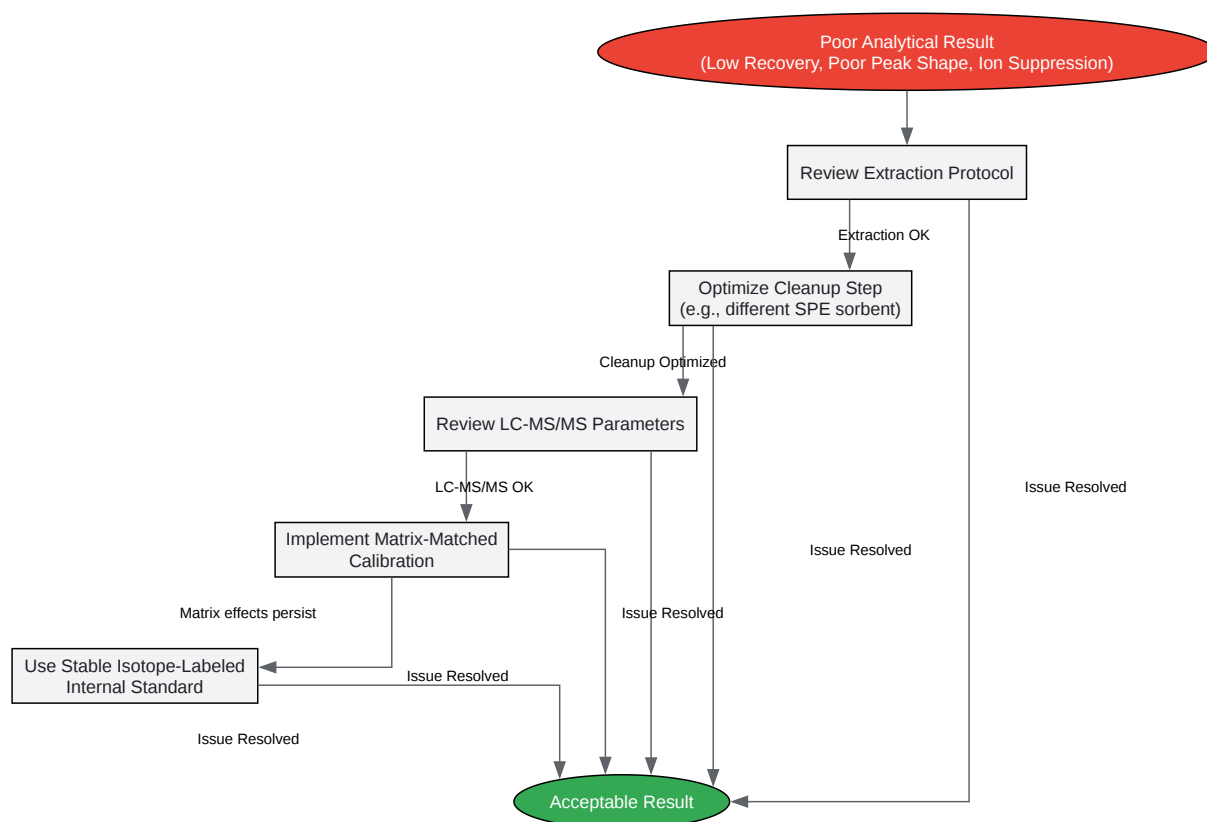 Poor Analytical Result
(Low Recovery, Poor Peak Shape, Ion Suppression)
Review Extraction Protocol
Extraction OK
Optimize Cleanup Step
(e.g., different SPE sorbent)
Cleanup Optimized
Review LC-MS/MS Parameters
LC-MS/MS OK
Issue Resolved
Implement Matrix-Matched
Calibration
Issue Resolved
Matrix effects persist
Issue Resolved
Use Stable Isotope-Labeled
Internal Standard
Issue Resolved
Issue Resolved
Acceptable Result